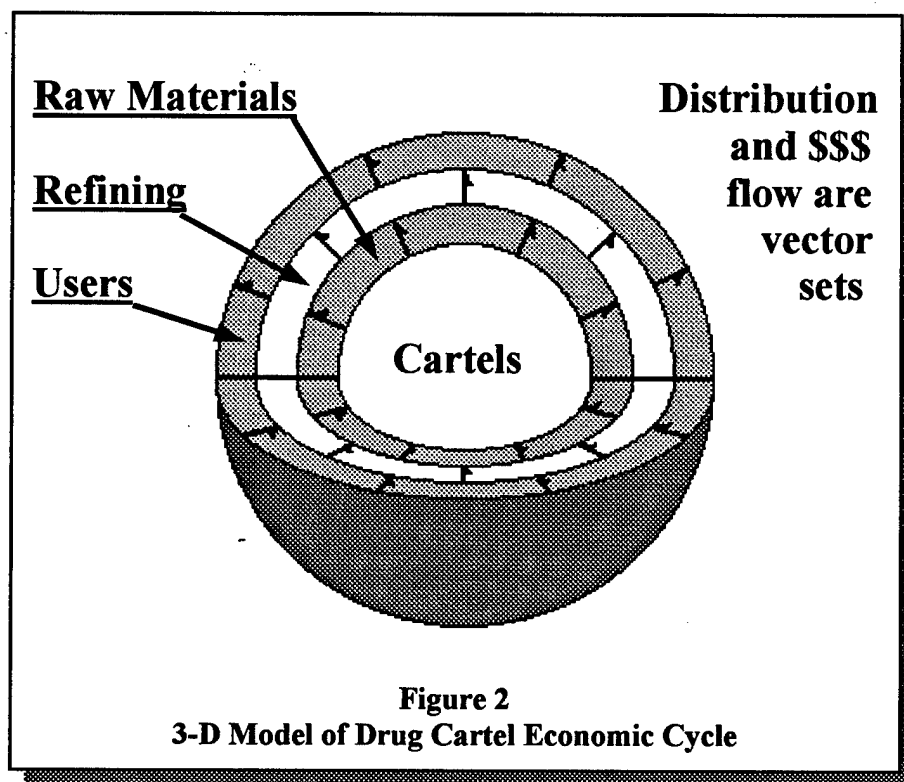 Raw Materials
Refining
Users
Distribution
and $$$
flow are
vector
sets
Cartels
Figure 2
3-D Model of Drug Cartel Economic Cycle